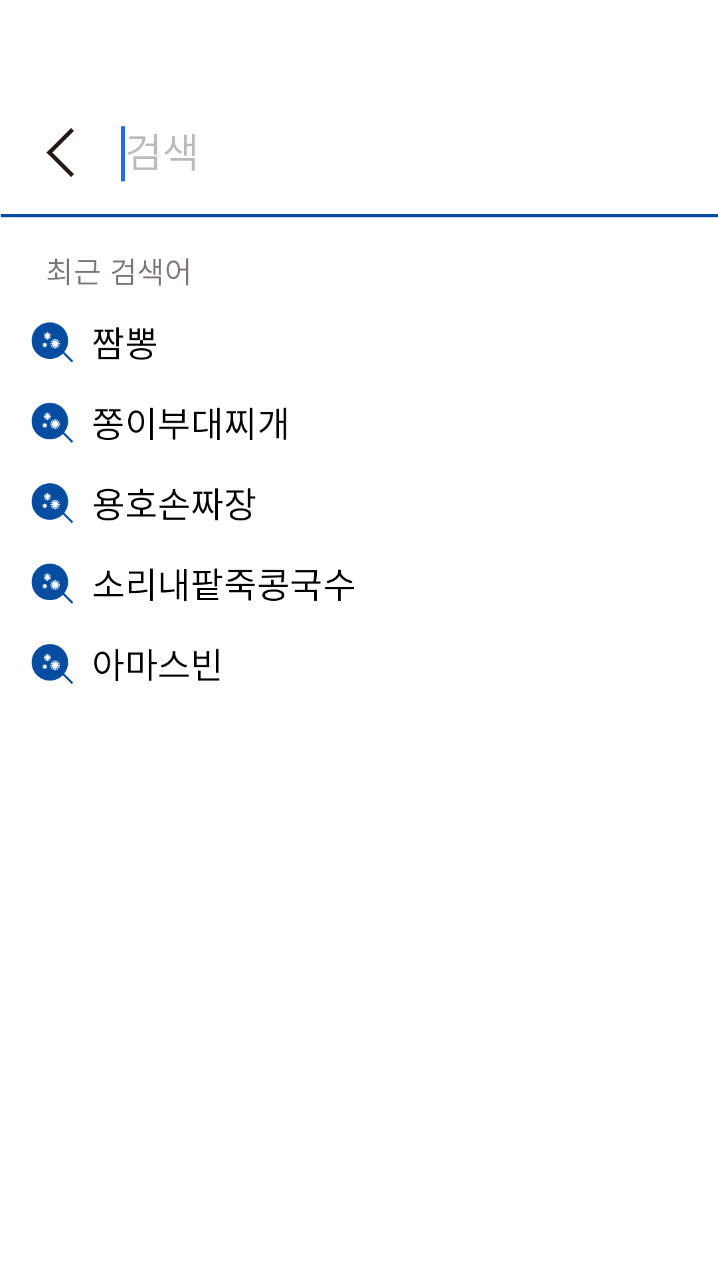 검색
최근 검색어
짬뽕
쫑이부대찌개
용호손짜장
소리내팥죽콩국수
아마스빈